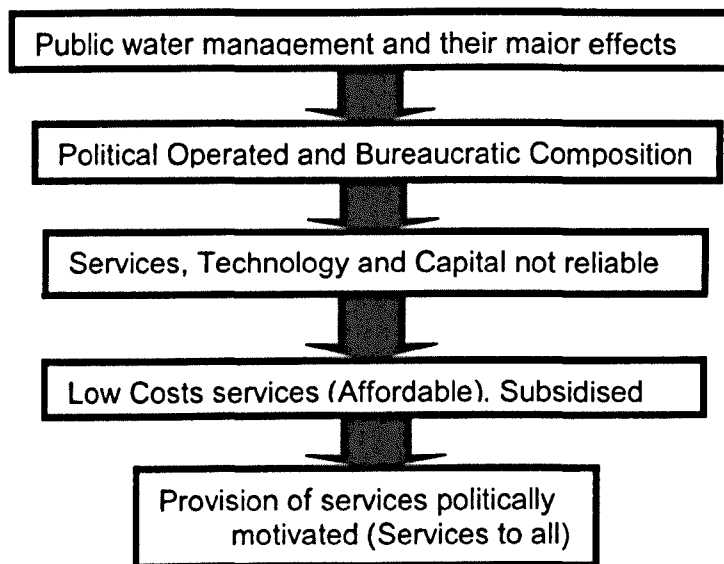 Public water management and their major effects
Political Operated and Bureaucratic Composition
Services, Technology and Capital not reliable
Low Costs services (Affordable). Subsidised
Provision of services politically
motivated (Services to all)